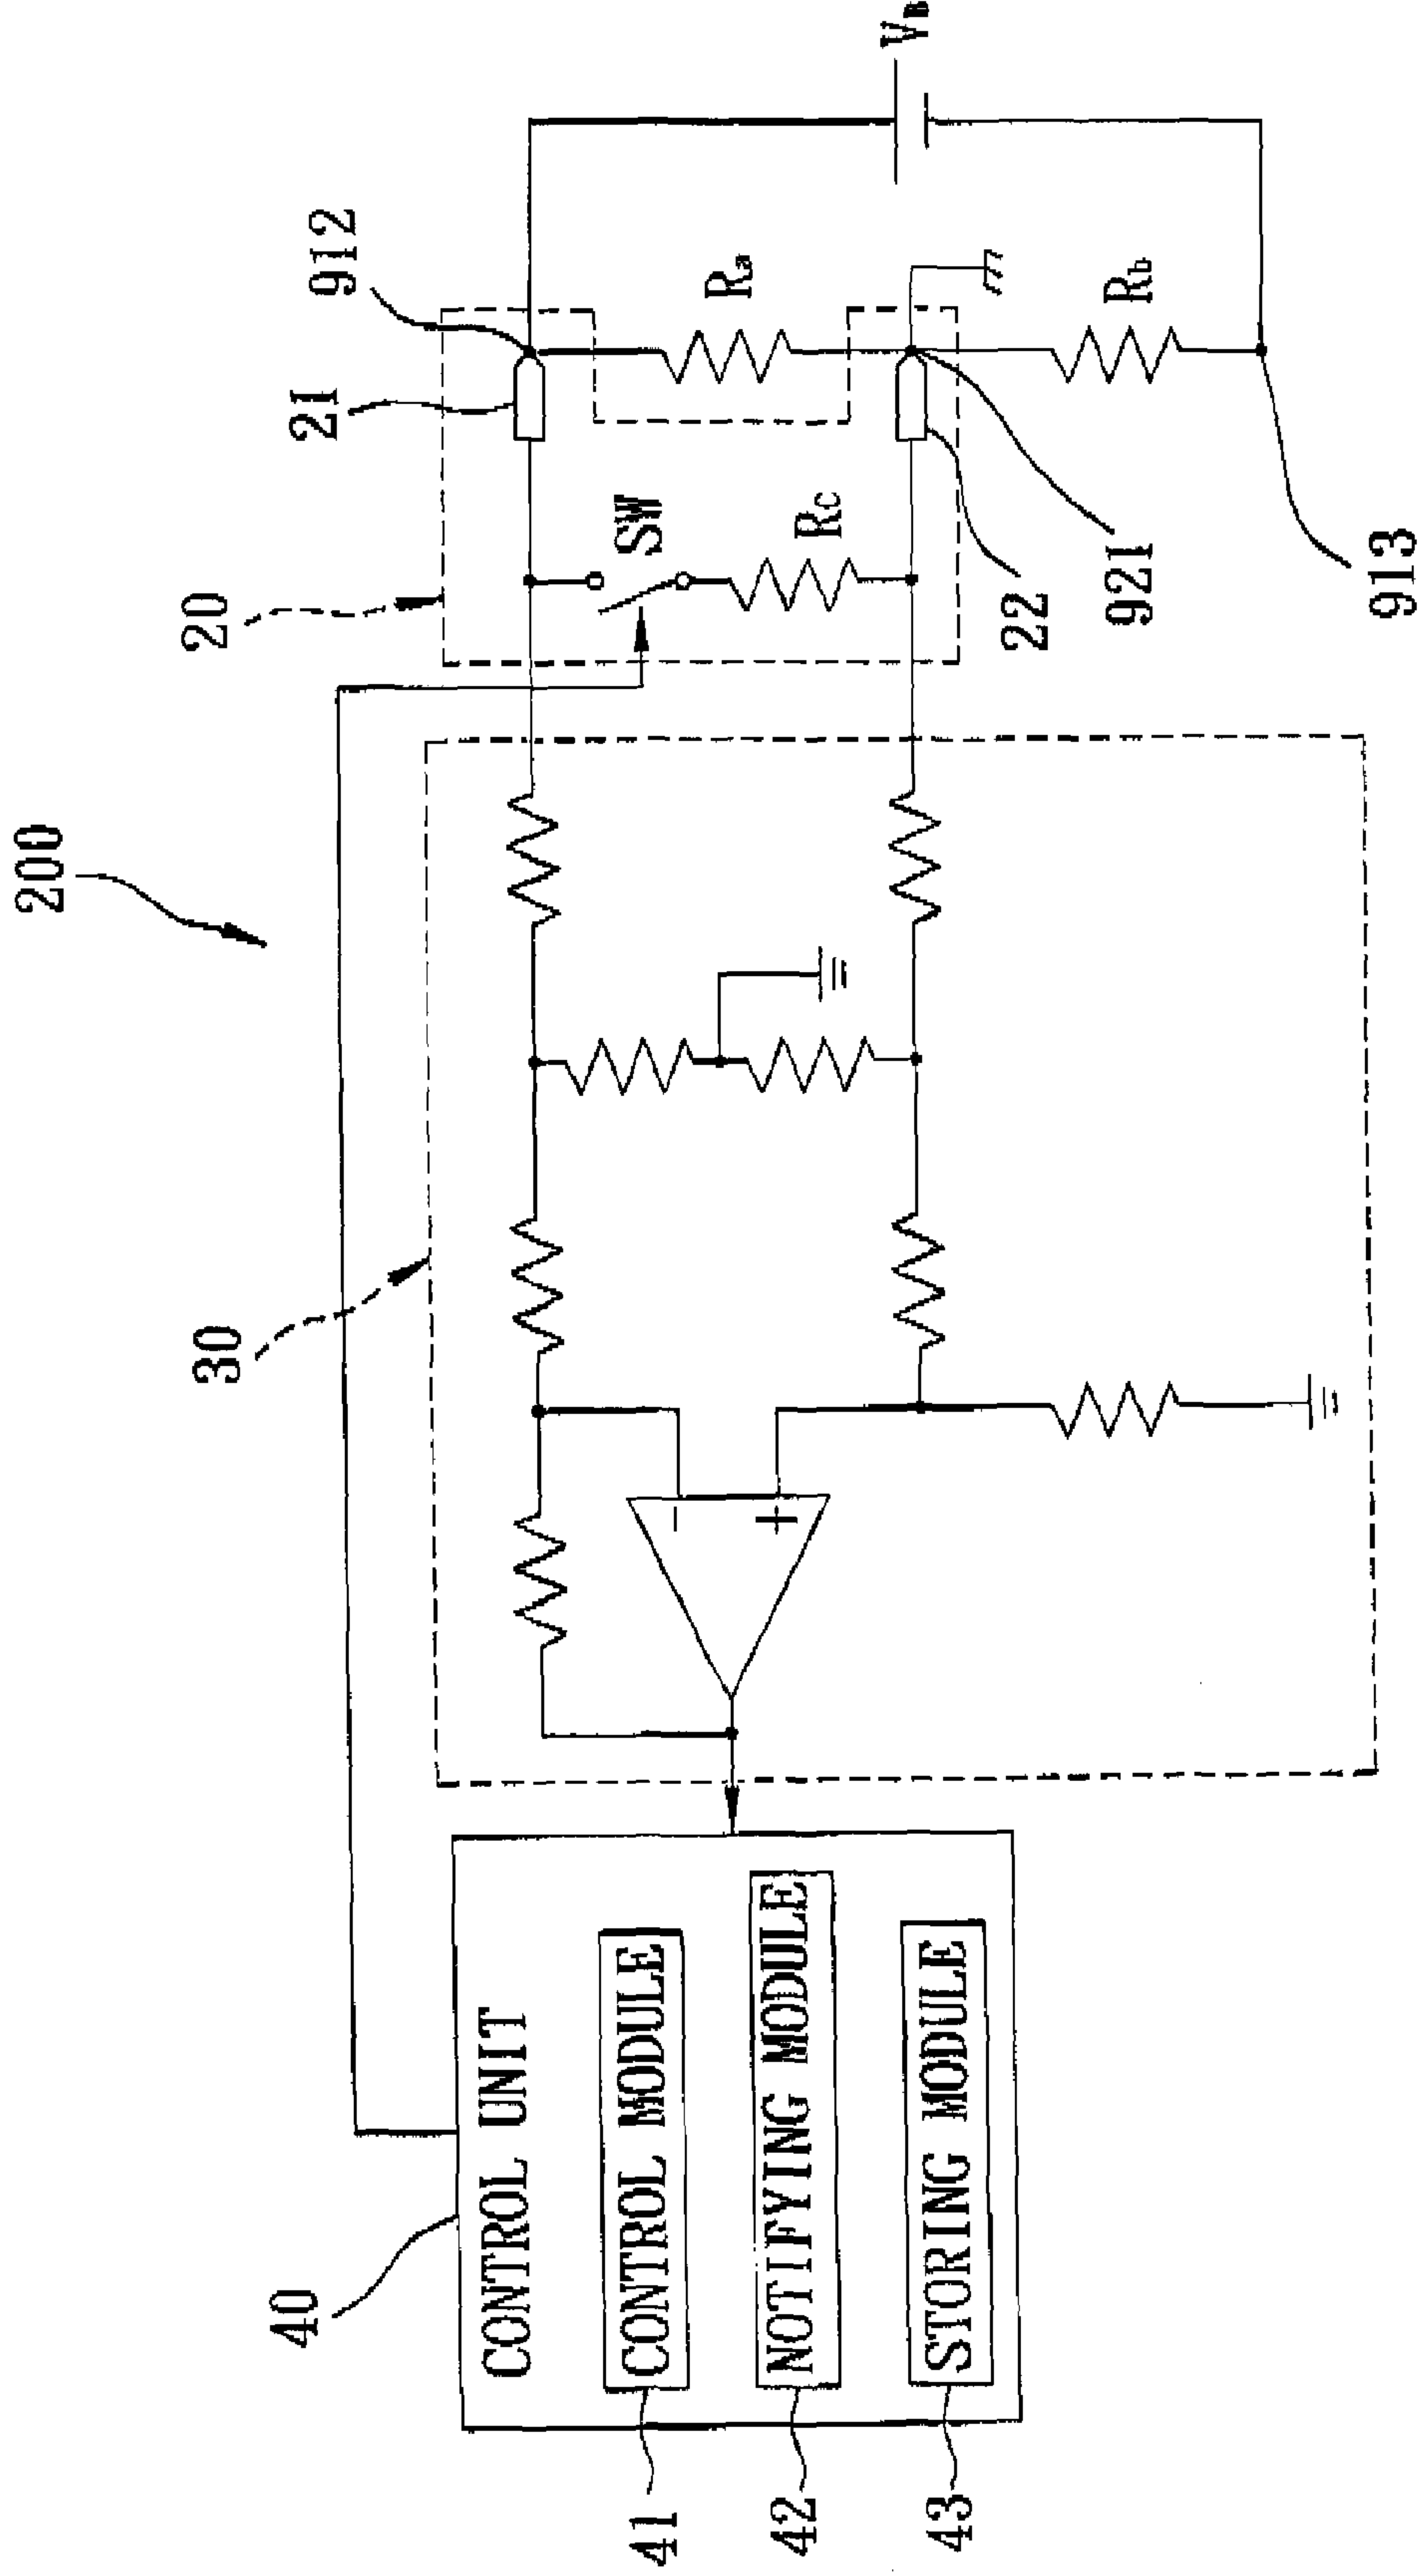 200
40
CONTROL UNIT
41
CONTROL MODULE
42
NOTIFYING MODULE
43
STORING MODULE
30
−
+
20
SW
Rc
21
22
912
921
913
Ra
Rb
VB